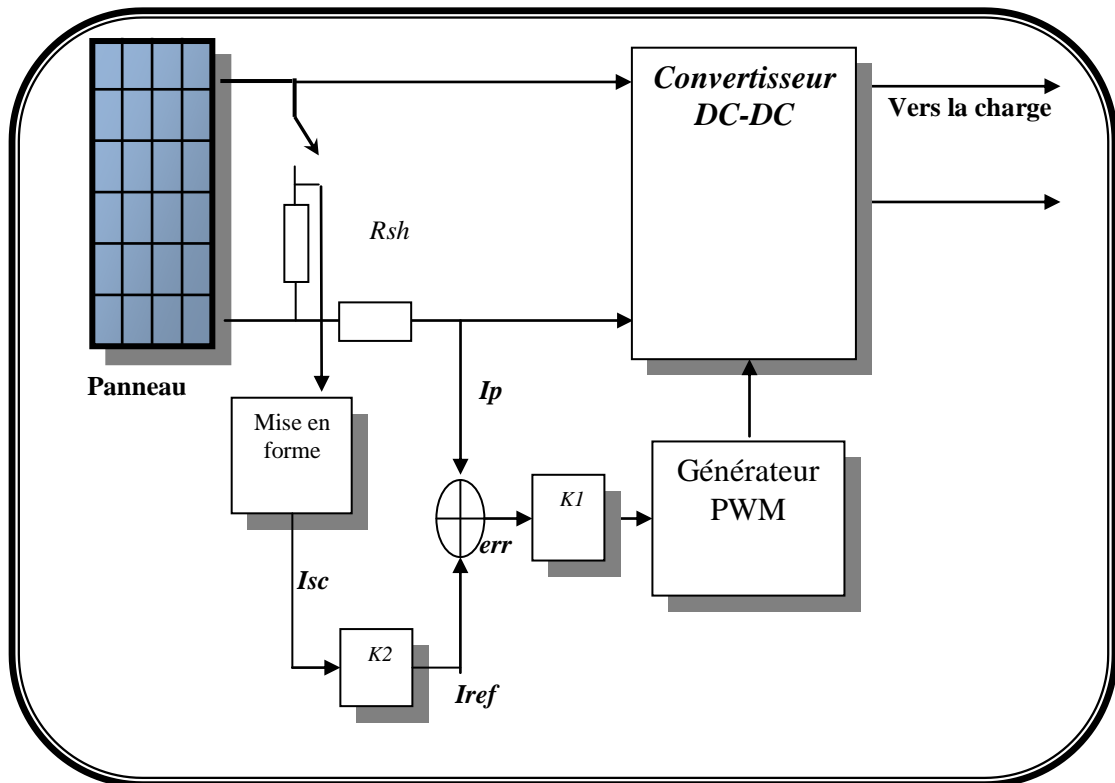 Convertisseur
DC-DC
Vers la charge
Rsh
Panneau
Ip
Mise en
forme
Générateur
PWM
K1
err
Isc
K2
Iref